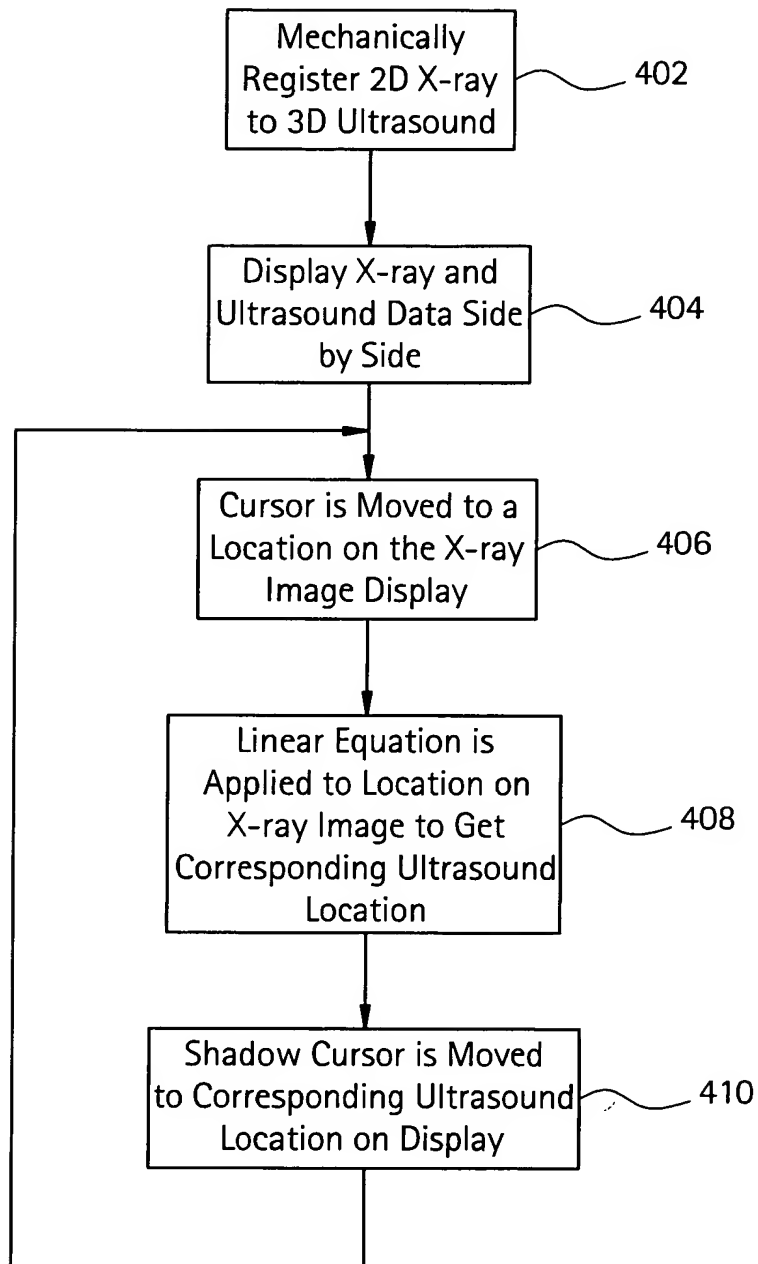 Mechanically
Register 2D X-ray
to 3D Ultrasound
402
Display X-ray and
Ultrasound Data Side
by Side
404
Cursor is Moved to a
Location on the X-ray
Image Display
406
Linear Equation is
Applied to Location on
X-ray Image to Get
Corresponding Ultrasound
Location
408
Shadow Cursor is Moved
to Corresponding Ultrasound
Location on Display
410